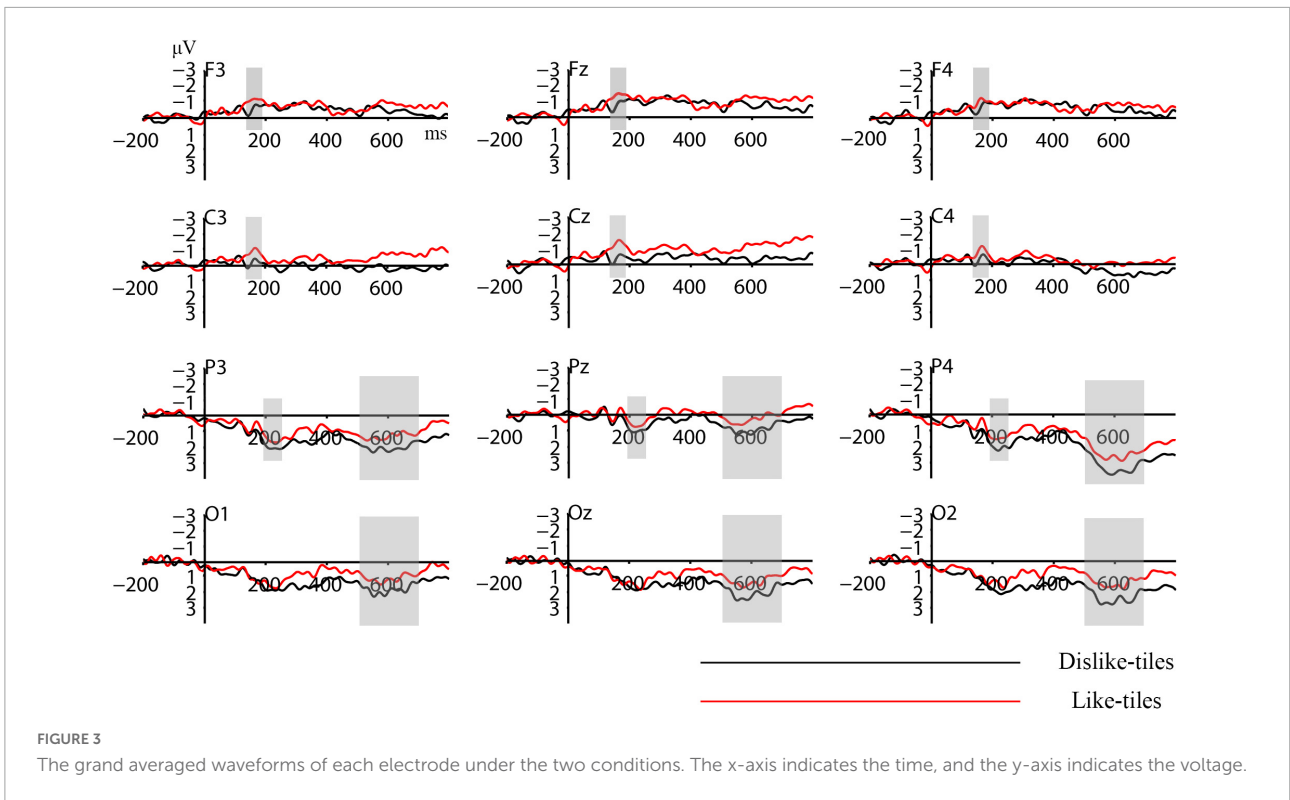 μV
−3 F3 −3 Fz −3 F4
−2 −2 −2
−1 −1 −1
−200 1 200 400 600 ms −200 1 200 400 600 −200 1 200 400 600
2 2 2
3 3 3
−3 C3 −3 Cz −3 C4
−2 −2 −2
−1 −1 −1
−200 1 200 400 600 −200 1 200 400 600 −200 1 200 400 600
2 2 2
3 3 3
−3 P3 −3 Pz −3 P4
−2 −2 −2
−1 −1 −1
−200 1 200 400 600 −200 1 200 400 600 −200 1 200 400 600
2 2 2
3 3 3
−3 O1 −3 Oz −3 O2
−2 −2 −2
−1 −1 −1
−200 1 200 400 600 −200 1 200 400 600 −200 1 200 400 600
2 2 2
3 3 3
Dislike-tiles
Like-tiles
FIGURE 3
The grand averaged waveforms of each electrode under the two conditions. The x-axis indicates the time, and the y-axis indicates the voltage.